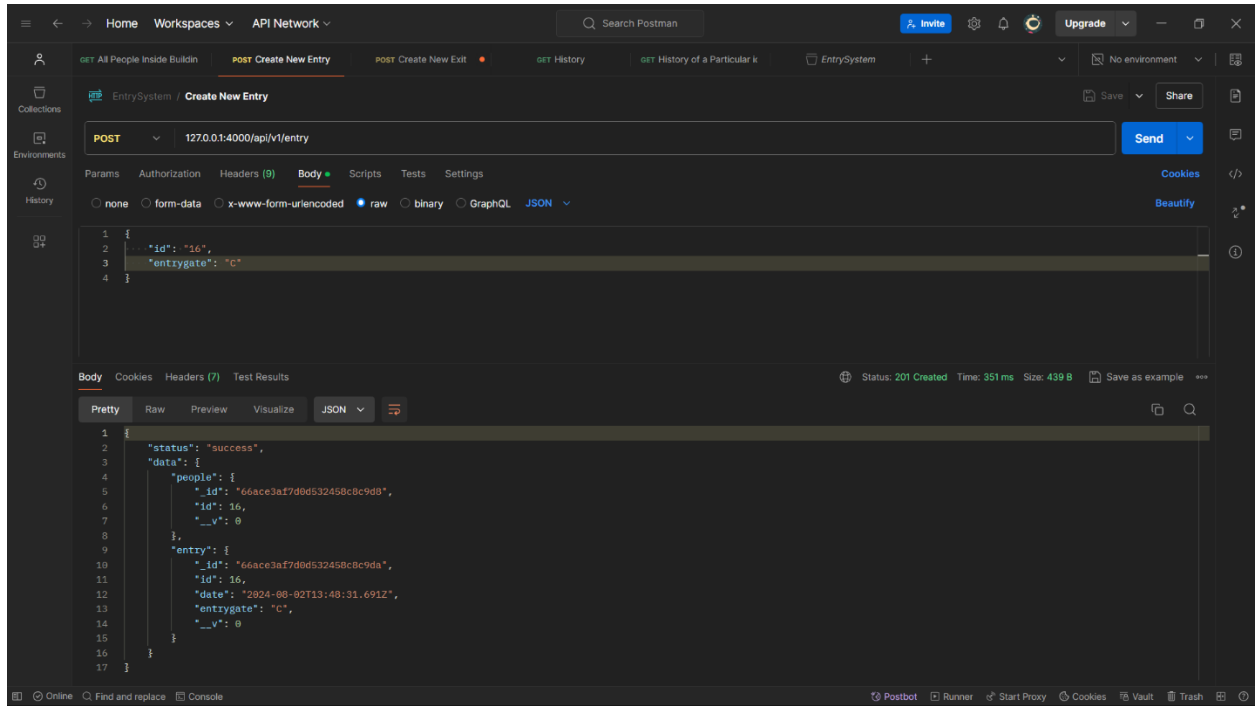 Home Workspaces API Network Search Postman Invite Upgrade
GET All People Inside Buildin POST Create New Entry POST Create New Exit GET History GET History of a Particular ic EntrySystem No environment
Collections
Environments
History
EntrySystem / Create New Entry Save Share
POST 127.0.0.1:4000/api/v1/entry Send
Params Authorization Headers (9) Body Scripts Tests Settings Cookies
none form-data x-www-form-urlencoded raw binary GraphQL JSON Beautify
1 {
2 "id": "16",
3 "entrygate": "C"
4 }
Body Cookies Headers (7) Test Results Status: 201 Created Time: 351 ms Size: 439 B Save as example
Pretty Raw Preview Visualize JSON
1 {
2 "status": "success",
3 "data": {
4 "people": {
5 "_id": "66ace3af7d0d532458c8c9d8",
6 "id": 16,
7 "__v": 0
8 },
9 "entry": {
10 "_id": "66ace3af7d0d532458c8c9da",
11 "id": 16,
12 "date": "2024-08-02T13:48:31.691Z",
13 "entrygate": "C",
14 "__v": 0
15 }
16 }
17 }
Online Find and replace Console Postbot Runner Start Proxy Cookies Vault Trash